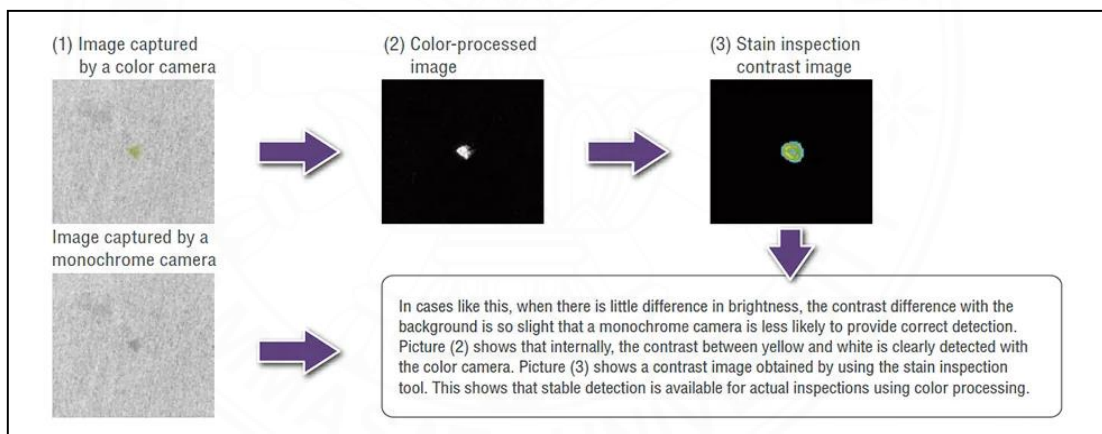 (1) Image captured
by a color camera
(2) Color-processed
image
(3) Stain inspection
contrast image
Image captured by a
monochrome camera
In cases like this, when there is little difference in brightness, the contrast difference with the
background is so slight that a monochrome camera is less likely to provide correct detection.
Picture (2) shows that internally, the contrast between yellow and white is clearly detected with
the color camera. Picture (3) shows a contrast image obtained by using the stain inspection
tool. This shows that stable detection is available for actual inspections using color processing.